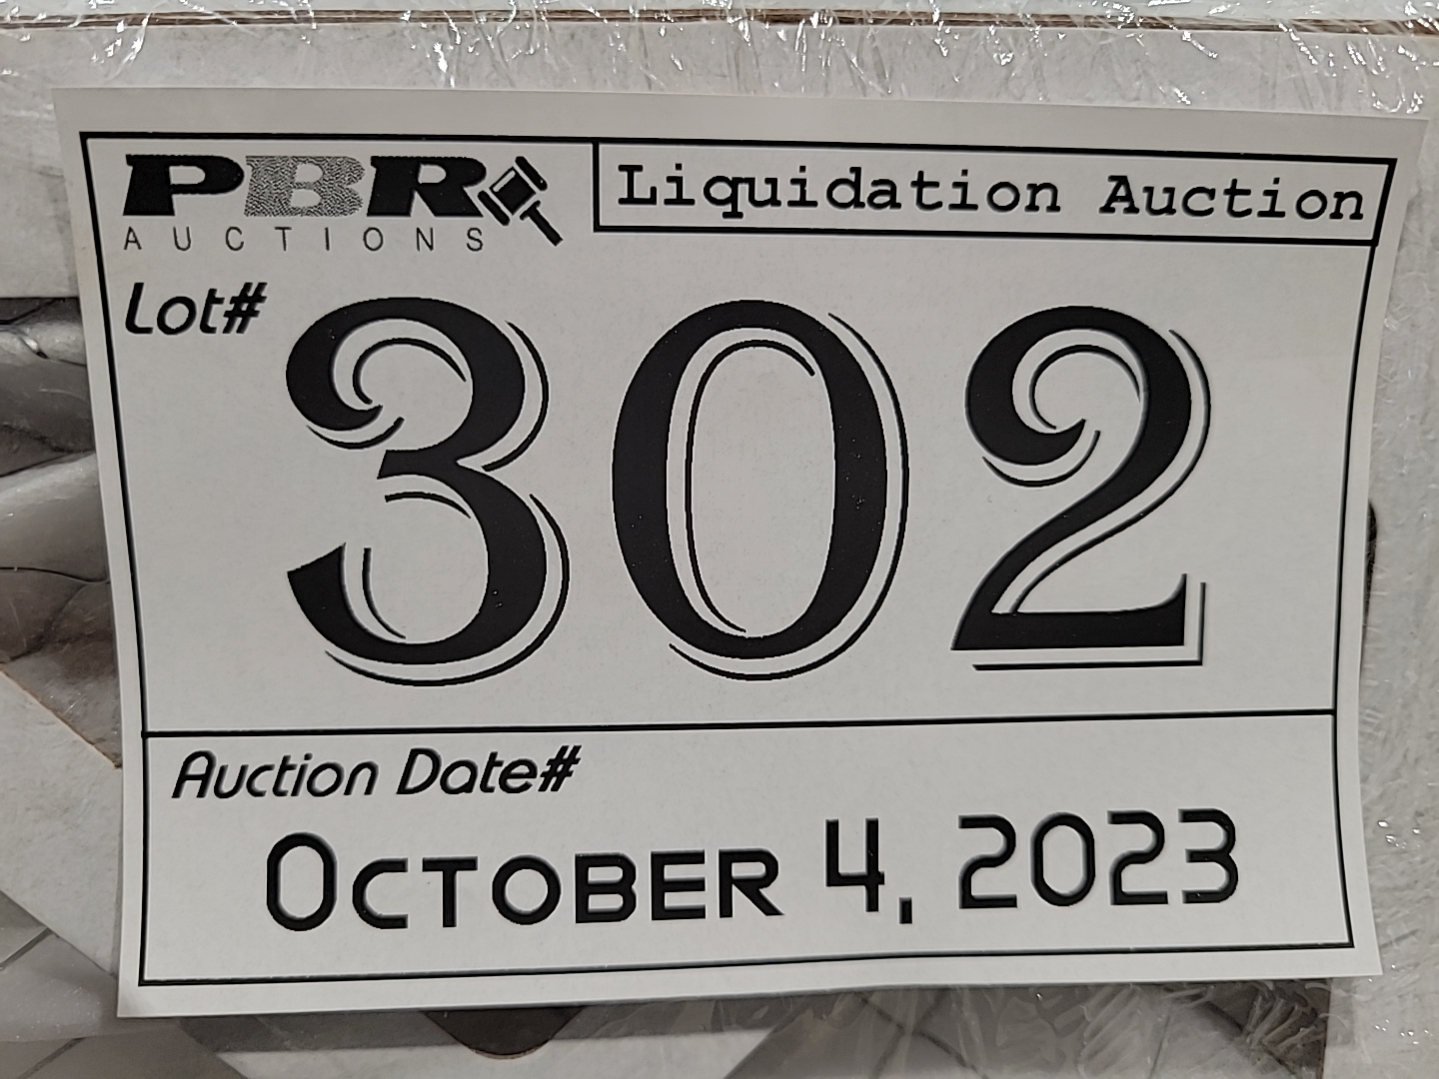 PBR
AUCTIONS
Liquidation Auction
Lot#
302
Auction Date#
October 4, 2023